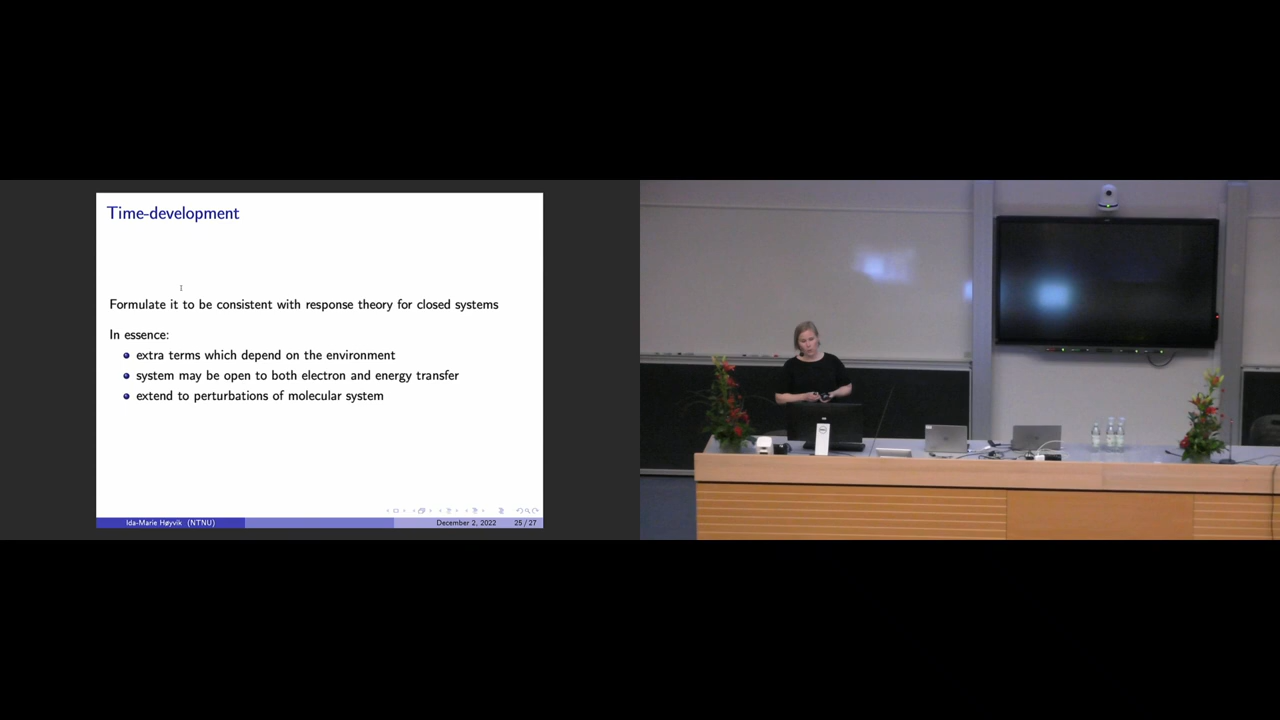 Time-development
Formulate it to be consistent with response theory for closed systems
In essence:
extra terms which depend on the environment
system may be open to both electron and energy transfer
extend to perturbations of molecular system
Ida-Marie Høyvik (NTNU)
December 2, 2022
25 / 27